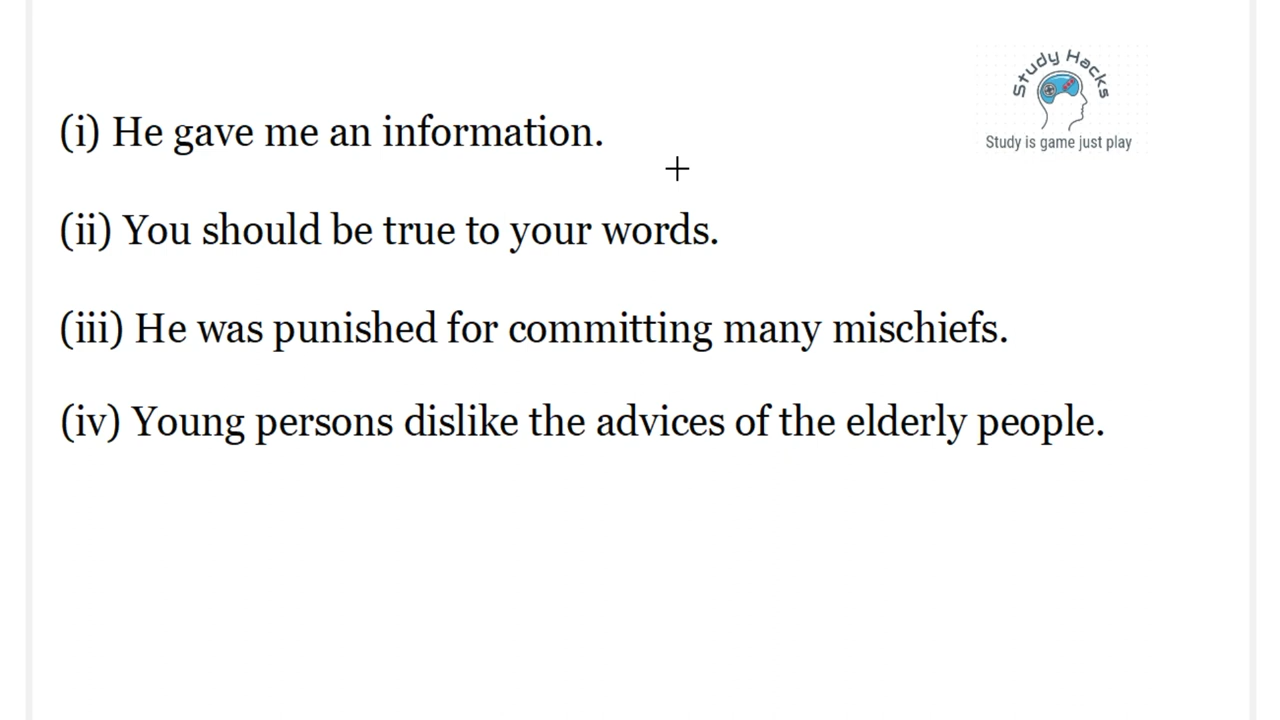 Study Hacks
Study is game just play
(i) He gave me an information.
(ii) You should be true to your words.
(iii) He was punished for committing many mischiefs.
(iv) Young persons dislike the advices of the elderly people.